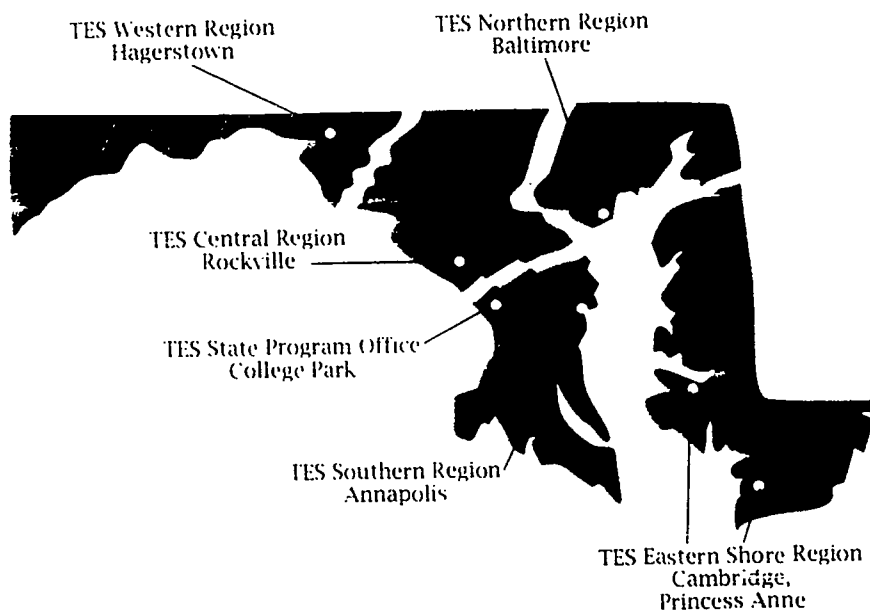 TES Western Region
Hagerstown
TES Northern Region
Baltimore
TES Central Region
Rockville
TES State Program Office
College Park
TES Southern Region
Annapolis
TES Eastern Shore Region
Cambridge,
Princess Anne